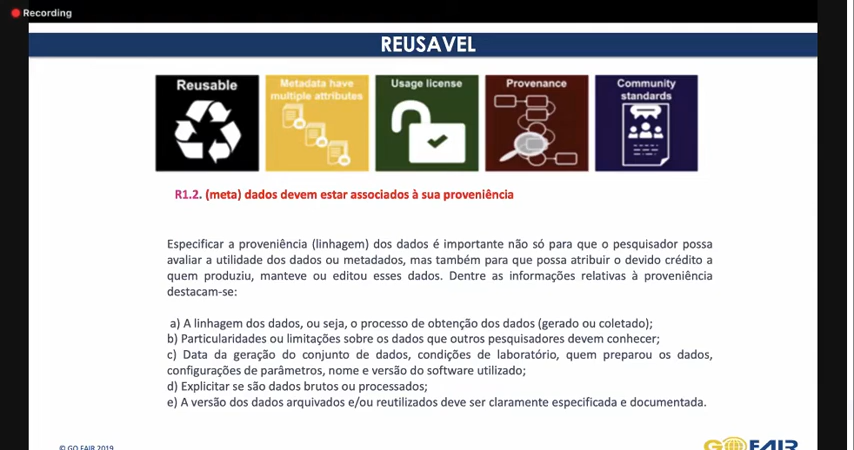 Recording
REUSAVEL
Reusable
Metadata have
multiple attributes
Usage license
Provenance
Community
standards
R1.2. (meta) dados devem estar associados à sua proveniência
Especificar a proveniência (linhagem) dos dados é importante não só para que o pesquisador possa
avaliar a utilidade dos dados ou metadados, mas também para que possa atribuir o devido crédito a
quem produziu, manteve ou editou esses dados. Dentre as informações relativas à proveniência
destacam-se:
a) A linhagem dos dados, ou seja, o processo de obtenção dos dados (gerado ou coletado);
b) Particularidades ou limitações sobre os dados que outros pesquisadores devem conhecer;
c) Data da geração do conjunto de dados, condições de laboratório, quem preparou os dados,
configurações de parâmetros, nome e versão do software utilizado;
d) Explicitar se são dados brutos ou processados;
e) A versão dos dados arquivados e/ou reutilizados deve ser claramente especificada e documentada.
© GO FAIR 2019
GO FAIR